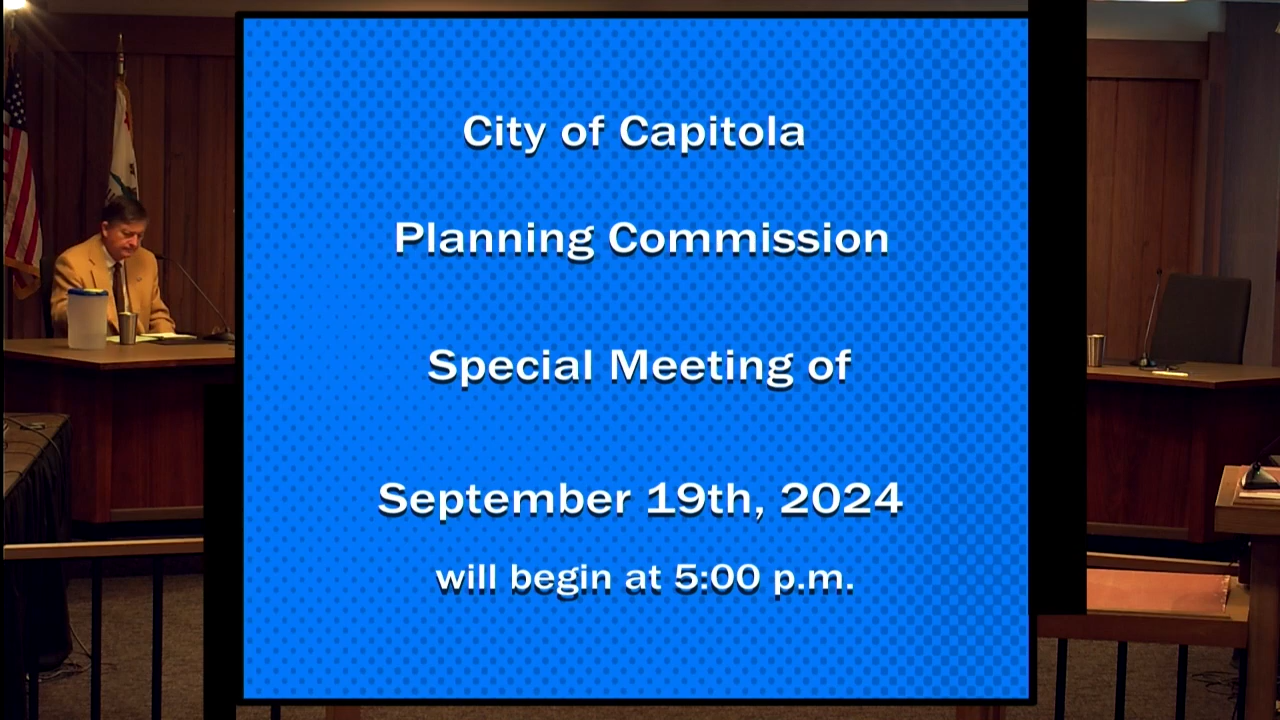 City of Capitola
Planning Commission
Special Meeting of
September 19th, 2024
will begin at 5:00 p.m.